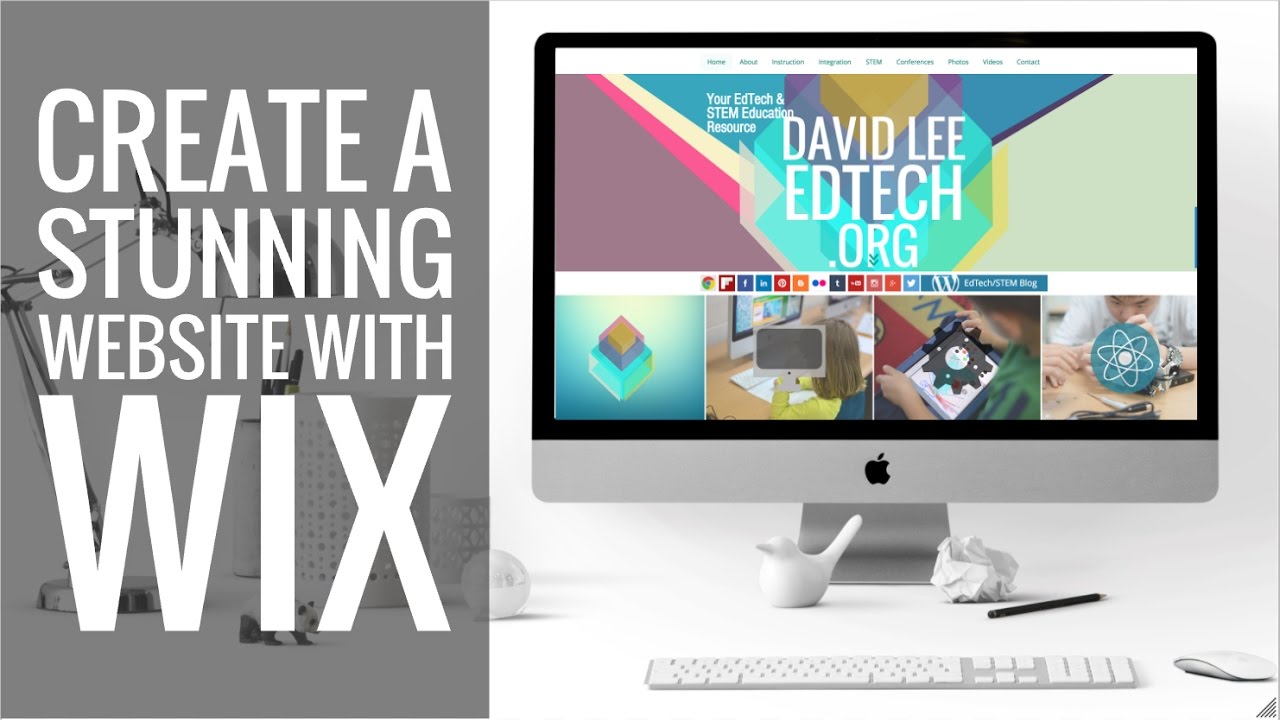 CREATE A
STUNNING
WEBSITE WITH
WIX
Home About Instruction Integration STEM Conferences Photos Videos Contact
Your EdTech &
STEM Education
Resource
DAVID LEE
EDTECH
.ORG
EdTech/STEM Blog